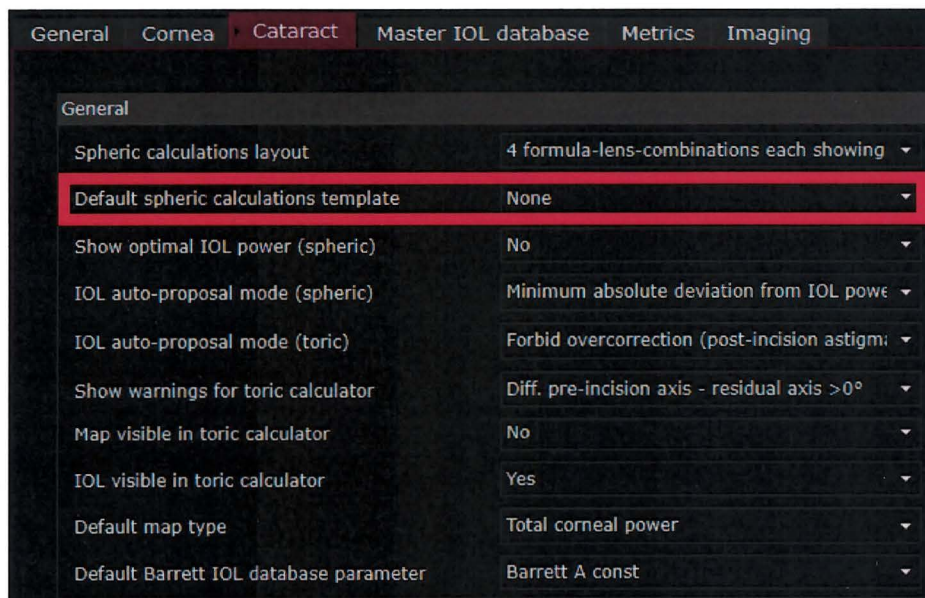 General Cornea Cataract Master IOL database Metrics Imaging
General
Spheric calculations layout 4 formula-lens-combinations each showing
Default spheric calculations template None
Show optimal IOL power (spheric) No
IOL auto-proposal mode (spheric) Minimum absolute deviation from IOL powe
IOL auto-proposal mode (toric) Forbid overcorrection (post-incision astigma
Show warnings for toric calculator Diff. pre-incision axis - residual axis >0°
Map visible in toric calculator No
IOL visible in toric calculator Yes
Default map type Total corneal power
Default Barrett IOL database parameter Barrett A const